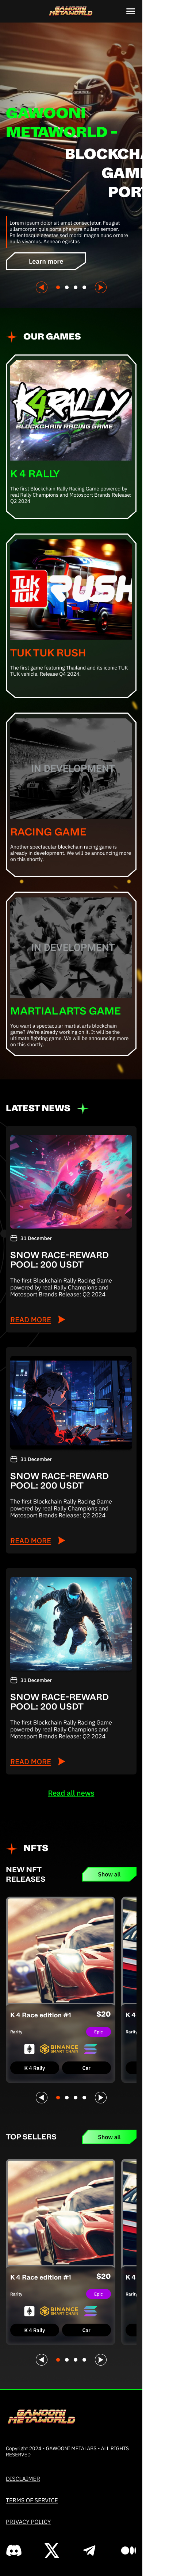 GAWOONI
METAWORLD
GAWOONI
METAWORLD -
BLOCKCHA
GAM
PORT
Lorem ipsum dolor sit amet consectetur. Feugiat
ullamcorper quis porta pharetra nullam semper.
Pellentesque egestas sed morbi magna nunc ornare
nulla vivamus. Aenean egestas
Learn more
OUR GAMES
K4RALLY
BLOCKCHAIN RACING GAME
K4 RALLY
The first Blockchain Rally Racing Game powered by
real Rally Champions and Motosport Brands Release:
Q2 2024
TUK TUK RUSH
TUK TUK RUSH
The first game featuring Thailand and its iconic TUK
TUK vehicle. Release Q4 2024.
IN DEVELOPMENT
RACING GAME
Another spectacular blockchain racing game is
already in development. We will be announcing more
on this shortly.
IN DEVELOPMENT
MARTIAL ARTS GAME
You want a spectacular martial arts blockchain
game? We're already working on it. It will be the
ultimate fighting game. We will be announcing more
on this shortly.
LATEST NEWS
31 December
SNOW RACE-REWARD
POOL: 200 USDT
The first Blockchain Rally Racing Game
powered by real Rally Champions and
Motosport Brands Release: Q2 2024
READ MORE
31 December
SNOW RACE-REWARD
POOL: 200 USDT
The first Blockchain Rally Racing Game
powered by real Rally Champions and
Motosport Brands Release: Q2 2024
READ MORE
31 December
SNOW RACE-REWARD
POOL: 200 USDT
The first Blockchain Rally Racing Game
powered by real Rally Champions and
Motosport Brands Release: Q2 2024
READ MORE
Read all news
NFTS
NEW NFT
RELEASES
Show all
K4 Race edition #1 $20
Rarity Epic
BINANCE
SMART CHAIN
K4 Rally Car
K4
Rarity
TOP SELLERS
Show all
K4 Race edition #1 $20
Rarity Epic
BINANCE
SMART CHAIN
K4 Rally Car
K4
Rarity
GAWOONI
METAWORLD
Copyright 2024 - GAWOONI METALABS - ALL RIGHTS
RESERVED
DISCLAIMER
TERMS OF SERVICE
PRIVACY POLICY